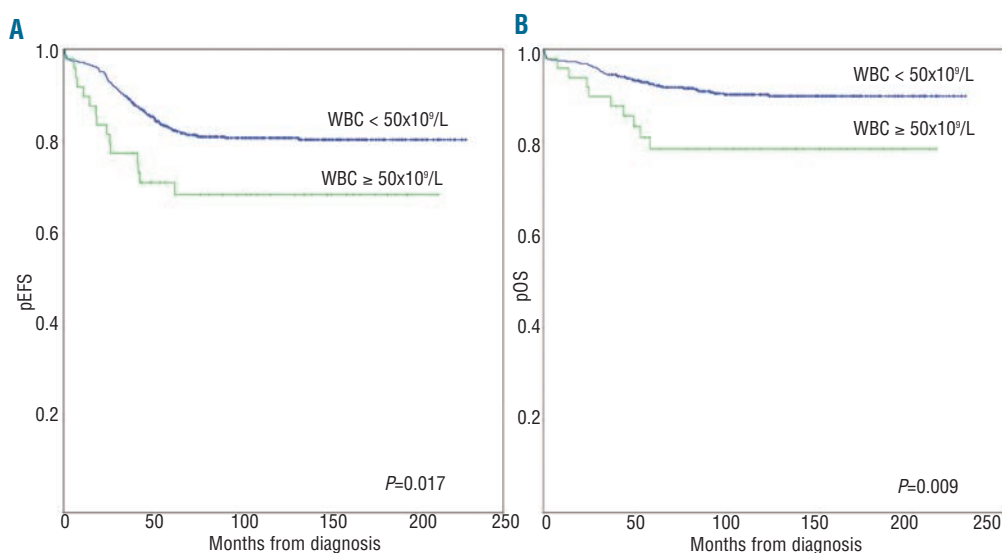 A
1.0
0.8
0.6
0.4
0.2
pEFS
WBC < 50x10⁹/L
WBC ≥ 50x10⁹/L
P=0.017
0 50 100 150 200 250
Months from diagnosis
B
1.0
0.8
0.6
0.4
0.2
pOS
WBC < 50x10⁹/L
WBC ≥ 50x10⁹/L
P=0.009
0 50 100 150 200 250
Months from diagnosis